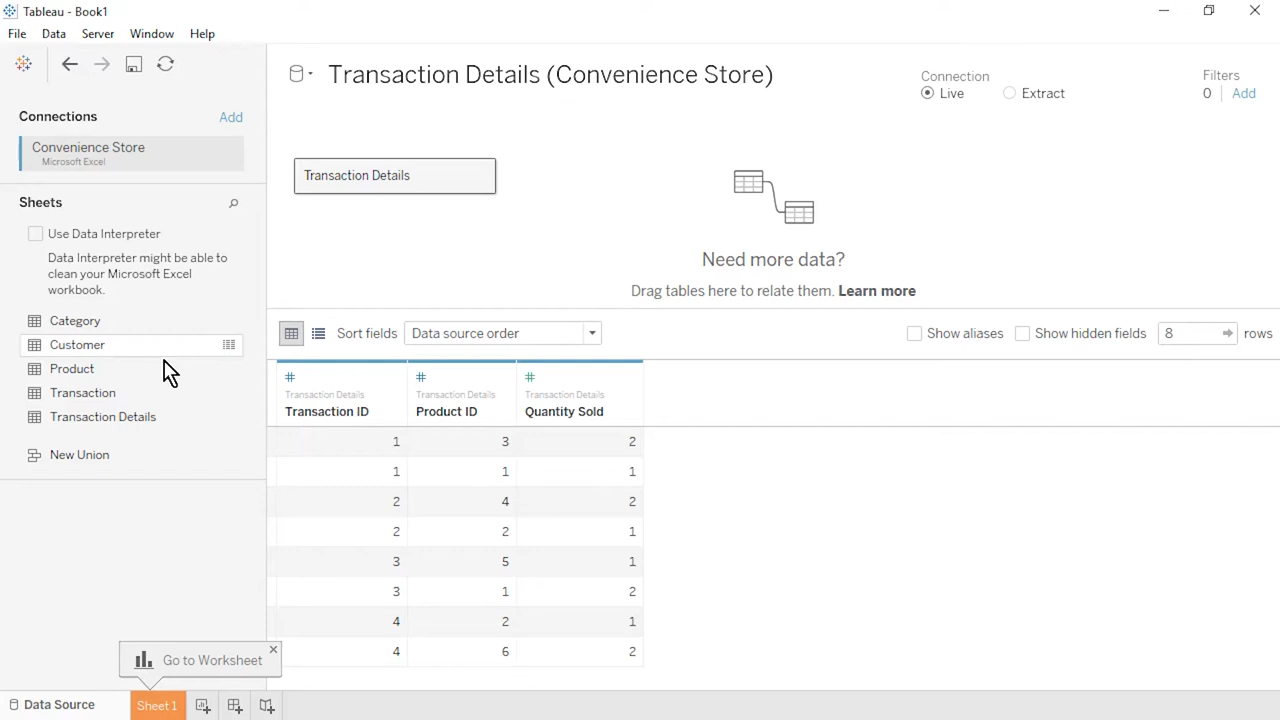 Tableau - Book1
File Data Server Window Help
Connections Add
Convenience Store
Microsoft Excel
Sheets
Use Data Interpreter
Data Interpreter might be able to
clean your Microsoft Excel
workbook.
Category
Customer
Product
Transaction
Transaction Details
New Union
Transaction Details (Convenience Store)
Connection
Live Extract
Filters
0 Add
Transaction Details
Need more data?
Drag tables here to relate them. Learn more
Sort fields Data source order Show aliases Show hidden fields 8 rows
# # #
Transaction Details Transaction Details Transaction Details
Transaction ID Product ID Quantity Sold
1 3 2
1 1 1
2 4 2
2 2 1
3 5 1
3 1 2
4 2 1
4 6 2
Go to Worksheet
Data Source Sheet 1